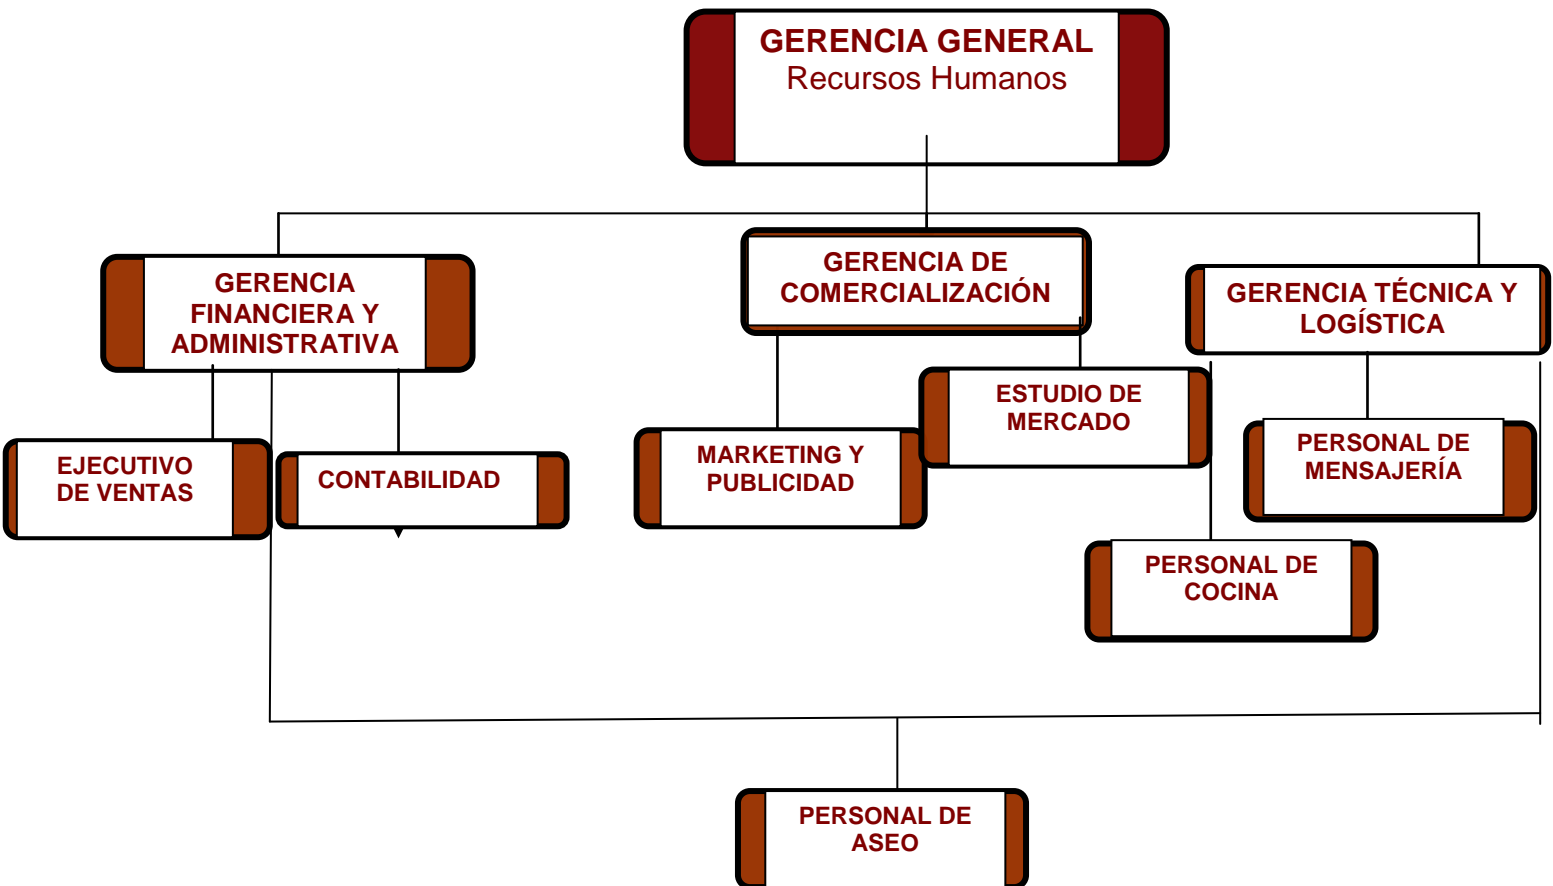 GERENCIA GENERAL
Recursos Humanos
GERENCIA
FINANCIERA Y
ADMINISTRATIVA
GERENCIA DE
COMERCIALIZACIÓN
GERENCIA TÉCNICA Y
LOGÍSTICA
EJECUTIVO
DE VENTAS
CONTABILIDAD
MARKETING Y
PUBLICIDAD
ESTUDIO DE
MERCADO
PERSONAL DE
MENSAJERÍA
PERSONAL DE
COCINA
PERSONAL DE
ASEO